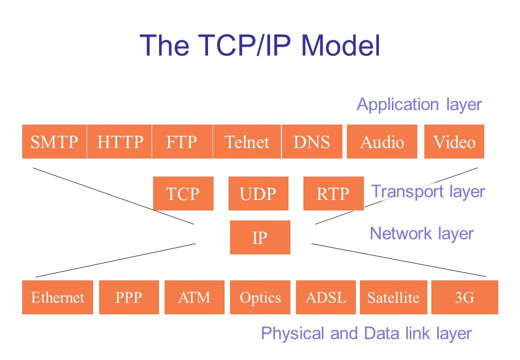 The TCP/IP Model
Application layer
SMTP HTTP FTP Telnet DNS Audio Video
TCP UDP RTP Transport layer
IP Network layer
Ethernet PPP ATM Optics ADSL Satellite 3G
Physical and Data link layer